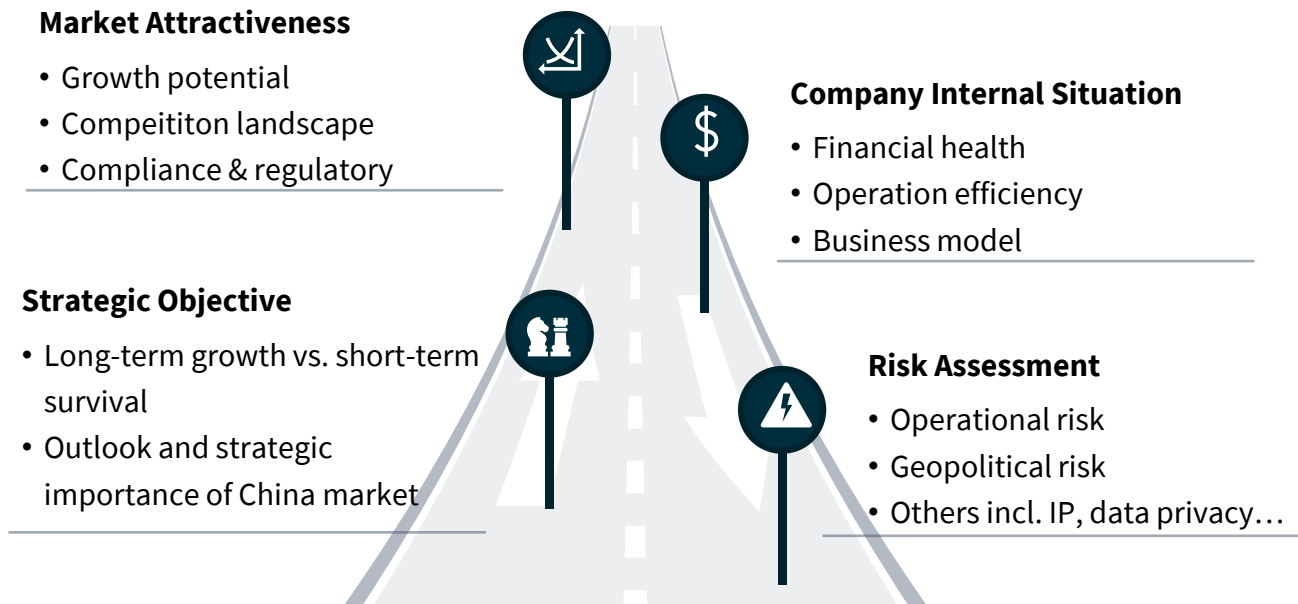 Market Attractiveness
• Growth potential
• Compeititon landscape
• Compliance & regulatory
Company Internal Situation
• Financial health
• Operation efficiency
• Business model
$
Strategic Objective
• Long-term growth vs. short-term
survival
• Outlook and strategic
importance of China market
Risk Assessment
• Operational risk
• Geopolitical risk
• Others incl. IP, data privacy…